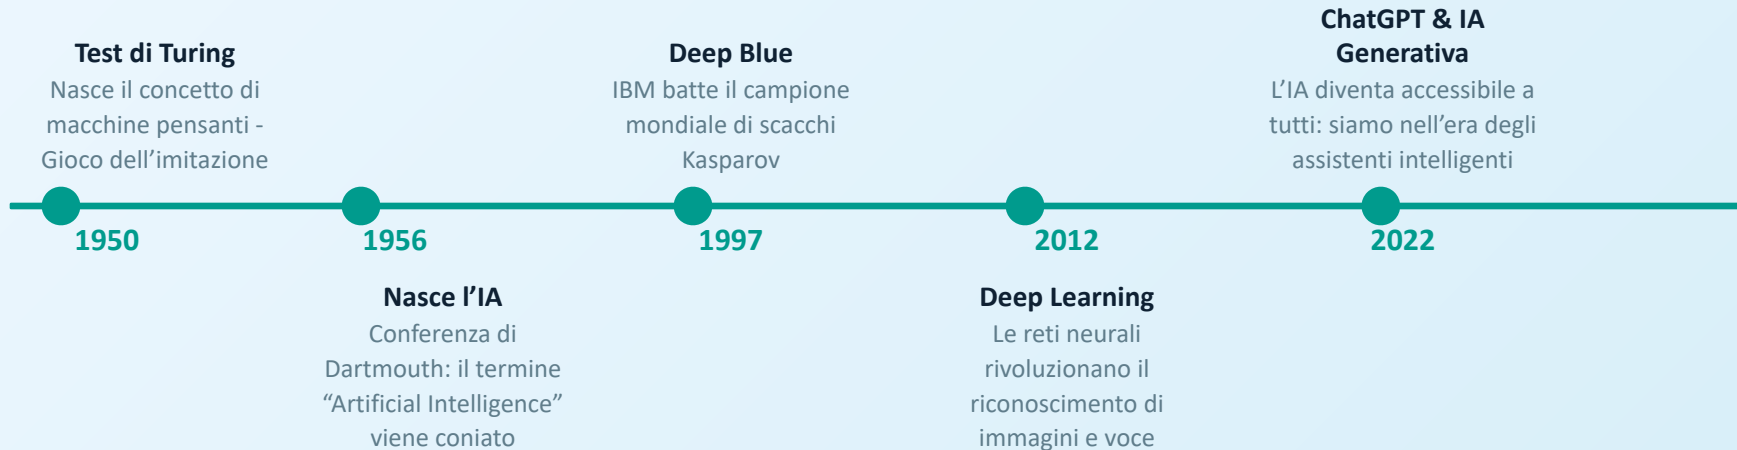 Test di Turing
Nasce il concetto di
macchine pensanti -
Gioco dell’imitazione
1950
1956
Nasce l’IA
Conferenza di
Dartmouth: il termine
“Artificial Intelligence”
viene coniato
Deep Blue
IBM batte il campione
mondiale di scacchi
Kasparov
1997
2012
Deep Learning
Le reti neurali
rivoluzionano il
riconoscimento di
immagini e voce
ChatGPT & IA
Generativa
L’IA diventa accessibile a
tutti: siamo nell’era degli
assistenti intelligenti
2022